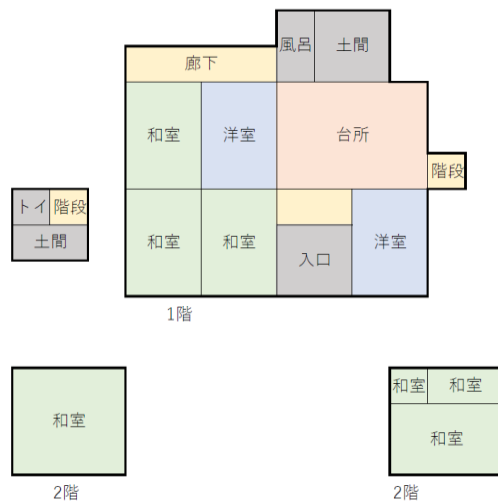 風呂 土間
廊下
和室 洋室 台所
階段
トイ 階段
土間
和室 和室 入口 洋室
1階
和室
和室 和室
和室
2階 2階